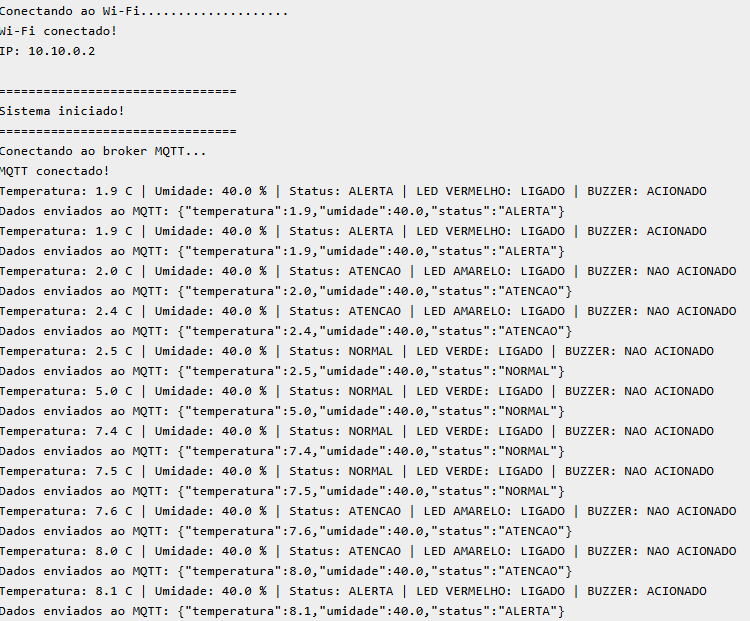 Conectando ao Wi-Fi....................
Wi-Fi conectado!
IP: 10.10.0.2
================================
Sistema iniciado!
================================
Conectando ao broker MQTT...
MQTT conectado!
Temperatura: 1.9 C | Umidade: 40.0 % | Status: ALERTA | LED VERMELHO: LIGADO | BUZZER: ACIONADO
Dados enviados ao MQTT: {"temperatura":1.9,"umidade":40.0,"status":"ALERTA"}
Temperatura: 1.9 C | Umidade: 40.0 % | Status: ALERTA | LED VERMELHO: LIGADO | BUZZER: ACIONADO
Dados enviados ao MQTT: {"temperatura":1.9,"umidade":40.0,"status":"ALERTA"}
Temperatura: 2.0 C | Umidade: 40.0 % | Status: ATENCAO | LED AMARELO: LIGADO | BUZZER: NAO ACIONADO
Dados enviados ao MQTT: {"temperatura":2.0,"umidade":40.0,"status":"ATENCAO"}
Temperatura: 2.4 C | Umidade: 40.0 % | Status: ATENCAO | LED AMARELO: LIGADO | BUZZER: NAO ACIONADO
Dados enviados ao MQTT: {"temperatura":2.4,"umidade":40.0,"status":"ATENCAO"}
Temperatura: 2.5 C | Umidade: 40.0 % | Status: NORMAL | LED VERDE: LIGADO | BUZZER: NAO ACIONADO
Dados enviados ao MQTT: {"temperatura":2.5,"umidade":40.0,"status":"NORMAL"}
Temperatura: 5.0 C | Umidade: 40.0 % | Status: NORMAL | LED VERDE: LIGADO | BUZZER: NAO ACIONADO
Dados enviados ao MQTT: {"temperatura":5.0,"umidade":40.0,"status":"NORMAL"}
Temperatura: 7.4 C | Umidade: 40.0 % | Status: NORMAL | LED VERDE: LIGADO | BUZZER: NAO ACIONADO
Dados enviados ao MQTT: {"temperatura":7.4,"umidade":40.0,"status":"NORMAL"}
Temperatura: 7.5 C | Umidade: 40.0 % | Status: NORMAL | LED VERDE: LIGADO | BUZZER: NAO ACIONADO
Dados enviados ao MQTT: {"temperatura":7.5,"umidade":40.0,"status":"NORMAL"}
Temperatura: 7.6 C | Umidade: 40.0 % | Status: ATENCAO | LED AMARELO: LIGADO | BUZZER: NAO ACIONADO
Dados enviados ao MQTT: {"temperatura":7.6,"umidade":40.0,"status":"ATENCAO"}
Temperatura: 8.0 C | Umidade: 40.0 % | Status: ATENCAO | LED AMARELO: LIGADO | BUZZER: NAO ACIONADO
Dados enviados ao MQTT: {"temperatura":8.0,"umidade":40.0,"status":"ATENCAO"}
Temperatura: 8.1 C | Umidade: 40.0 % | Status: ALERTA | LED VERMELHO: LIGADO | BUZZER: ACIONADO
Dados enviados ao MQTT: {"temperatura":8.1,"umidade":40.0,"status":"ALERTA"}